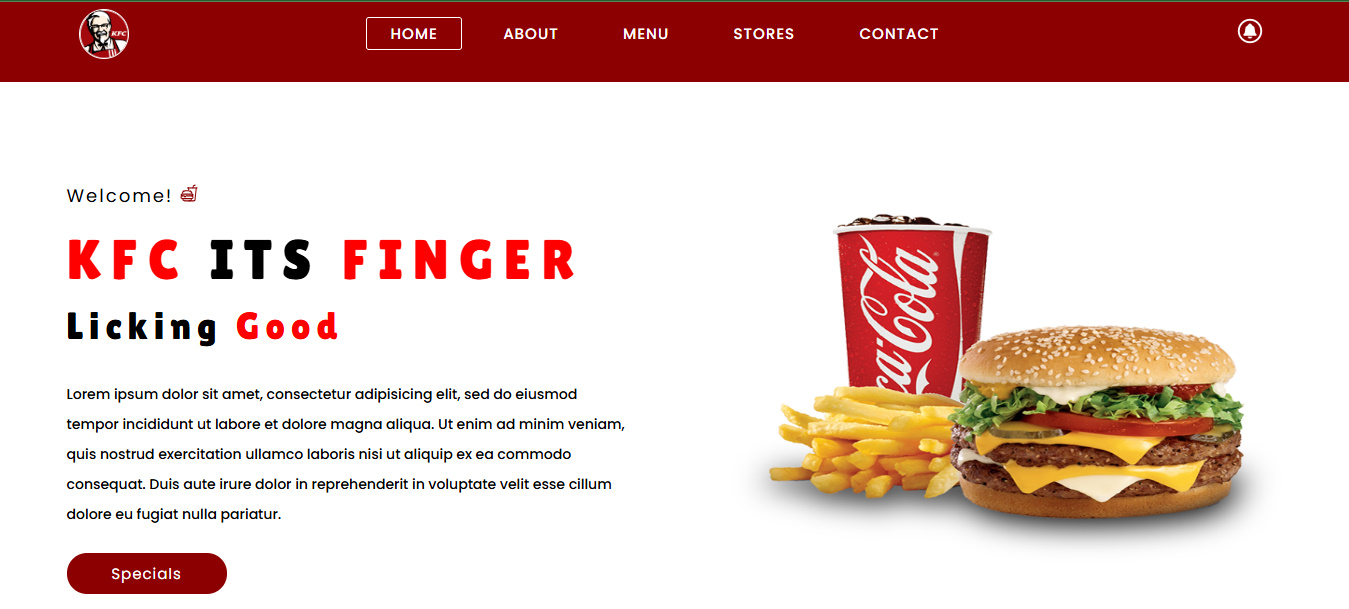 KFC
HOME ABOUT MENU STORES CONTACT
Welcome!
KFC ITS FINGER
Licking Good
Lorem ipsum dolor sit amet, consectetur adipisicing elit, sed do eiusmod
tempor incididunt ut labore et dolore magna aliqua. Ut enim ad minim veniam,
quis nostrud exercitation ullamco laboris nisi ut aliquip ex ea commodo
consequat. Duis aute irure dolor in reprehenderit in voluptate velit esse cillum
dolore eu fugiat nulla pariatur.
Specials
ca-Cola